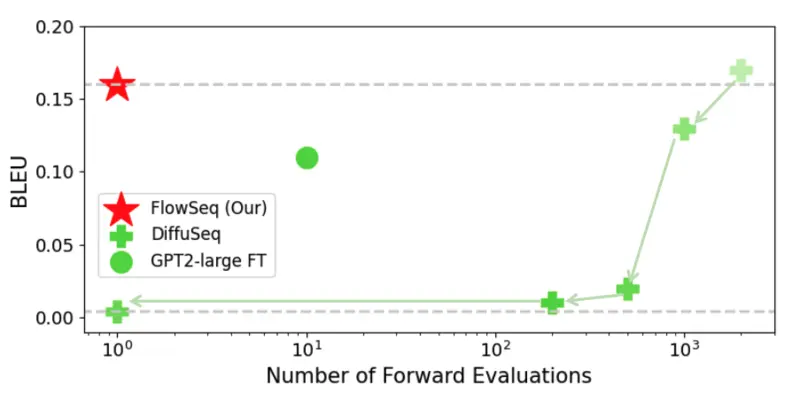 0.20
0.15
0.10
0.05
0.00
BLEU
FlowSeq (Our)
DiffuSeq
GPT2-large FT
10⁰ 10¹ 10² 10³
Number of Forward Evaluations